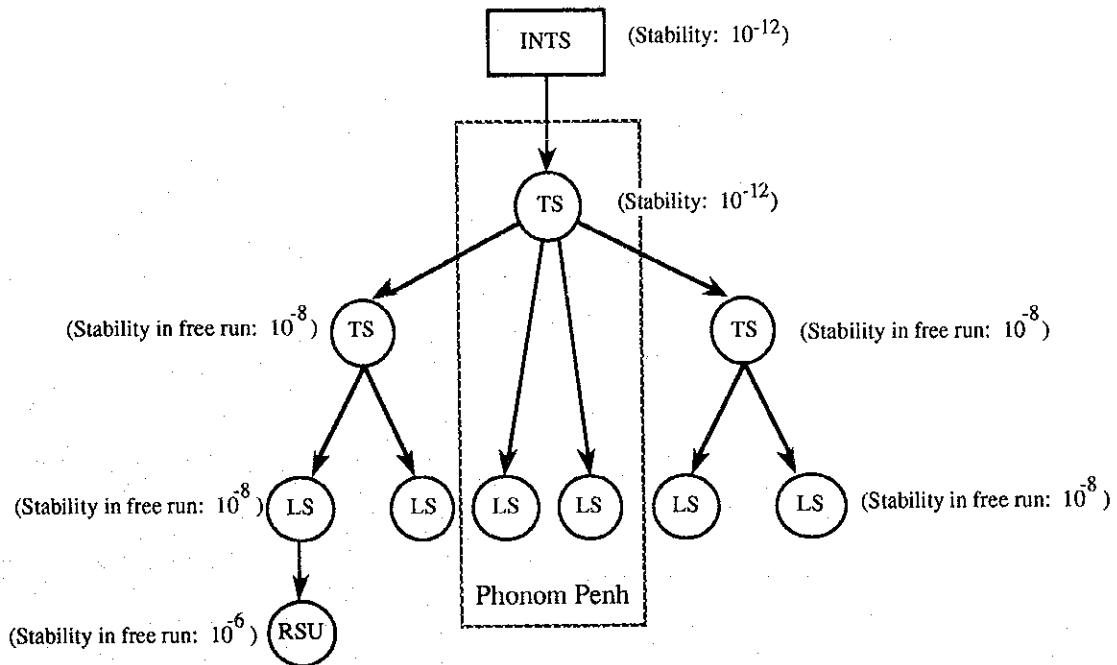 INTS
(Stability: 10⁻¹²)
TS
(Stability: 10⁻¹²)
(Stability in free run: 10⁻⁸)
TS
TS
(Stability in free run: 10⁻⁸)
(Stability in free run: 10⁻⁸)
LS
LS
LS
LS
LS
LS
(Stability in free run: 10⁻⁸)
Phonom Penh
(Stability in free run: 10⁻⁶)
RSU